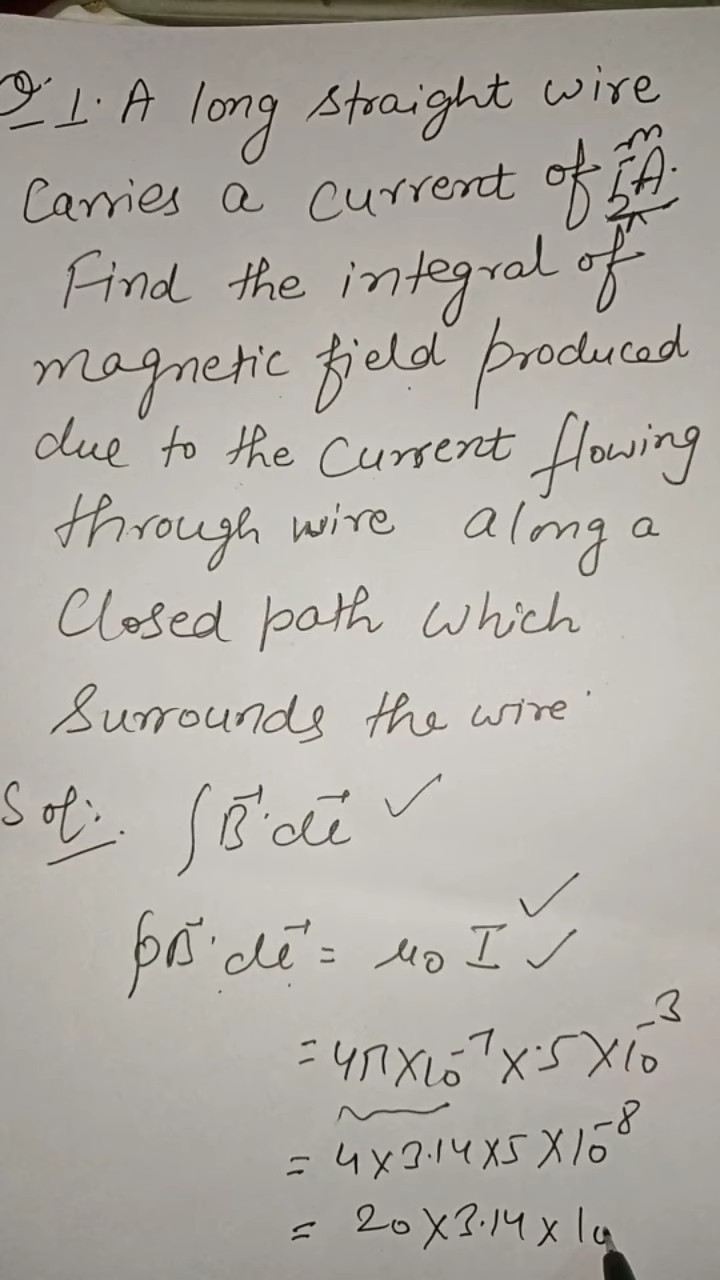 Q.1. A long straight wire
Carries a current of A.
Find the integral of
magnetic field produced
due to the current flowing
through wire along a
Closed path which
Surrounds the wire.
Sol:. ∫B⃗·dl⃗ ✓
∮B⃗·dl⃗ = μ0 I ✓ ✓
= 4π×10^-7 ×·5×10^-3
= 4×3.14×5×10^-8
= 20×3.14×10